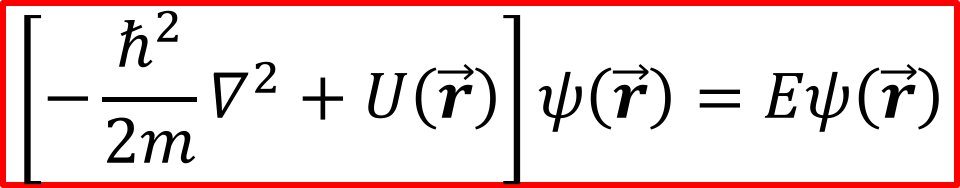 [-ℏ²/2m ∇² + U(r⃗)] ψ(r⃗) = Eψ(r⃗)